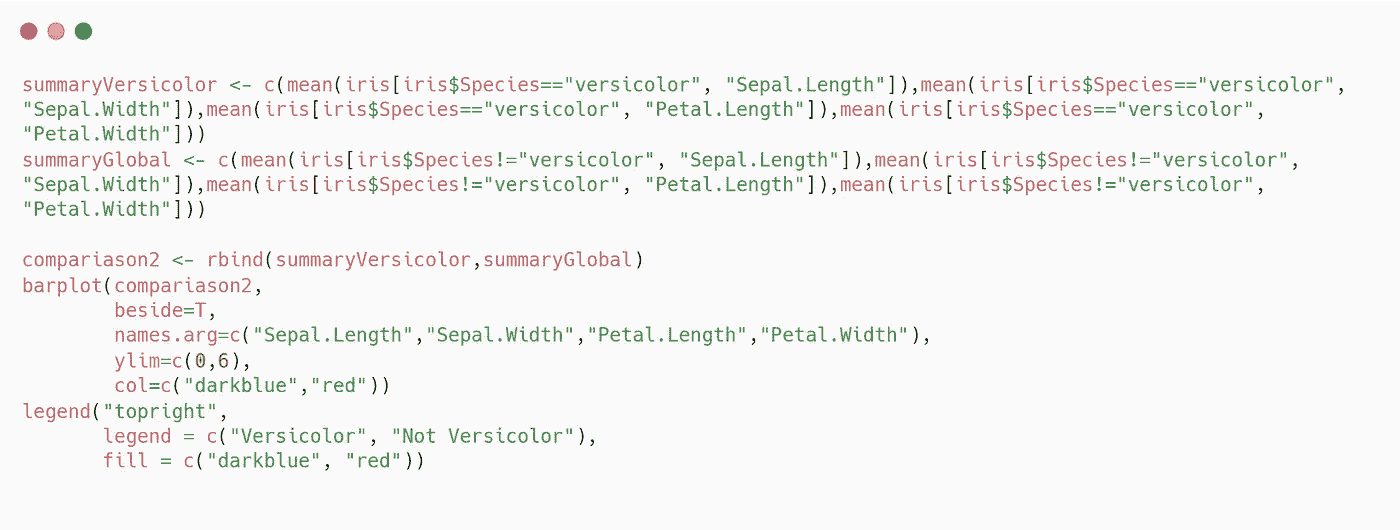 summaryVersicolor <- c(mean(iris[iris$Species=="versicolor", "Sepal.Length"]),mean(iris[iris$Species=="versicolor",
"Sepal.Width"]),mean(iris[iris$Species=="versicolor", "Petal.Length"]),mean(iris[iris$Species=="versicolor",
"Petal.Width"]))
summaryGlobal <- c(mean(iris[iris$Species!="versicolor", "Sepal.Length"]),mean(iris[iris$Species!="versicolor",
"Sepal.Width"]),mean(iris[iris$Species!="versicolor", "Petal.Length"]),mean(iris[iris$Species!="versicolor",
"Petal.Width"]))

compariason2 <- rbind(summaryVersicolor,summaryGlobal)
barplot(compariason2,
        beside=T,
        names.arg=c("Sepal.Length","Sepal.Width","Petal.Length","Petal.Width"),
        ylim=c(0,6),
        col=c("darkblue","red"))
legend("topright",
       legend = c("Versicolor", "Not Versicolor"),
       fill = c("darkblue", "red"))